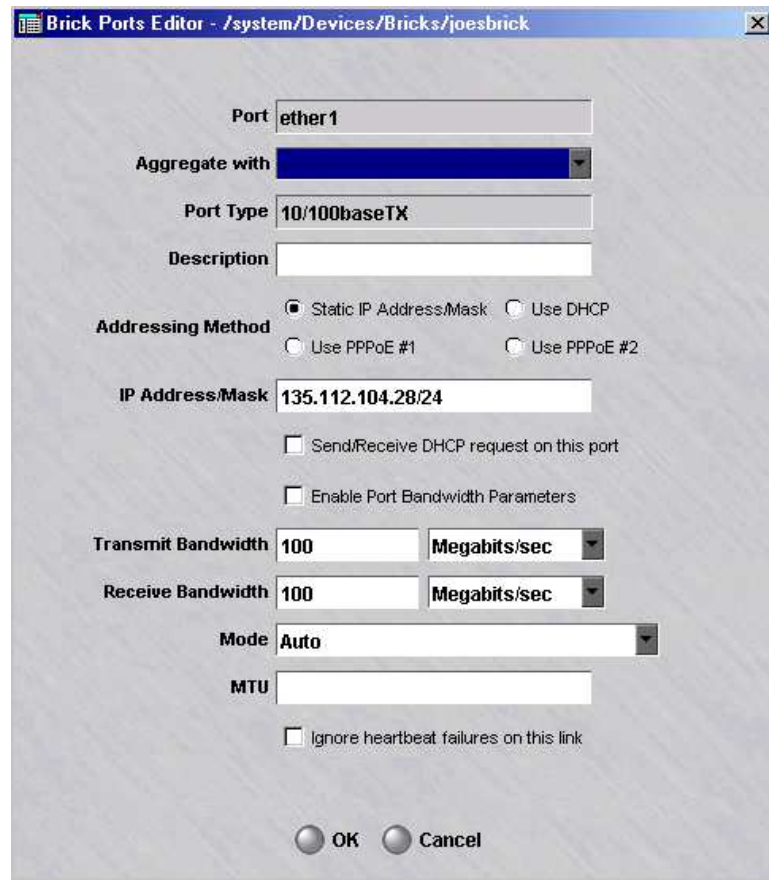 Brick Ports Editor - /system/Devices/Bricks/joesbrick
Port ether1
Aggregate with
Port Type 10/100baseTX
Description
Static IP Address/Mask Use DHCP
Addressing Method
Use PPPoE #1 Use PPPoE #2
IP Address/Mask 135.112.104.28/24
Send/Receive DHCP request on this port
Enable Port Bandwidth Parameters
Transmit Bandwidth 100 Megabits/sec
Receive Bandwidth 100 Megabits/sec
Mode Auto
MTU
Ignore heartbeat failures on this link
OK Cancel